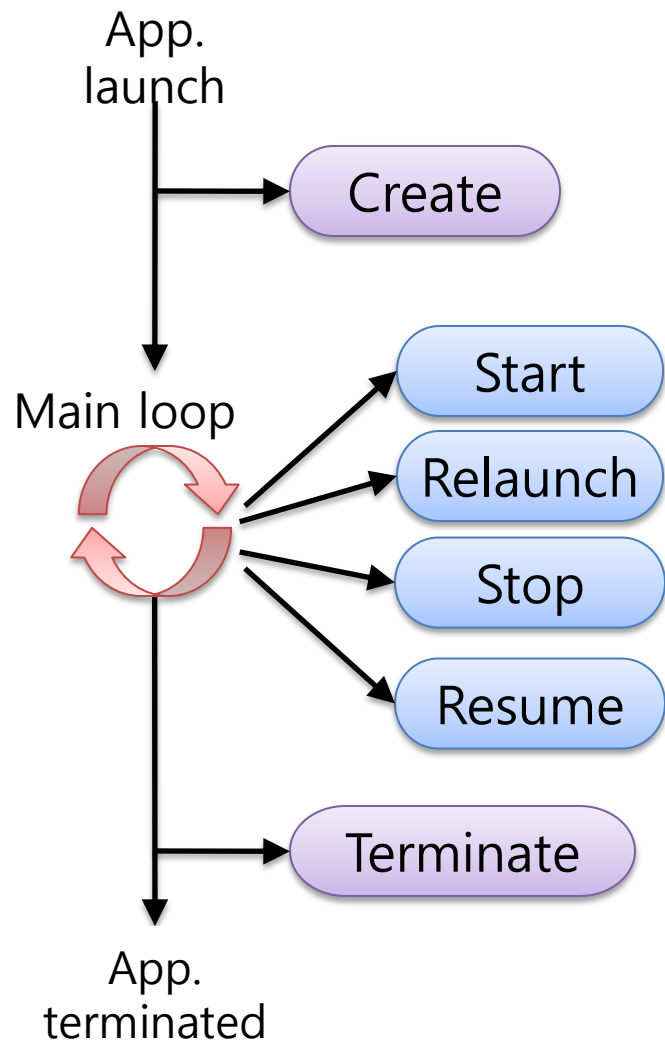 App.
launch
Create
Start
Main loop
Relaunch
Stop
Resume
Terminate
App.
terminated